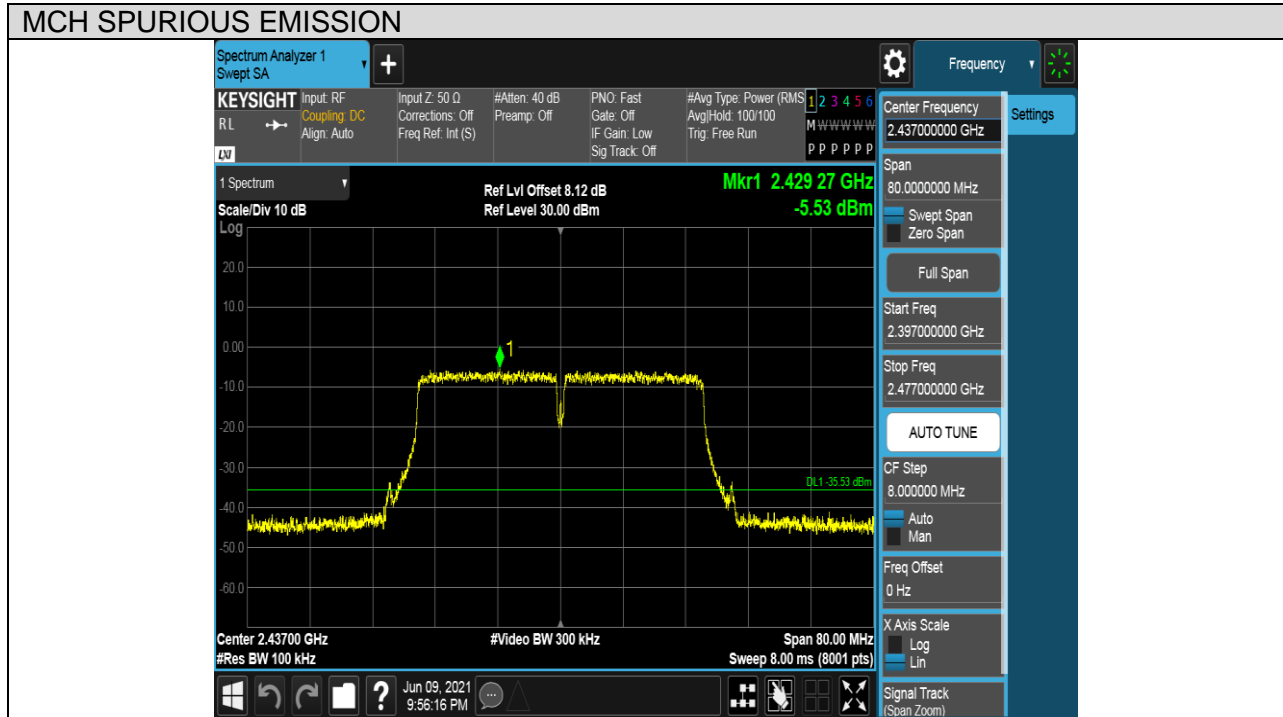 MCH SPURIOUS EMISSION
Spectrum Analyzer 1
Swept SA
Frequency
KEYSIGHT
RL
LXI
Input: RF
Coupling: DC
Align: Auto
Input Z: 50 Ω
Corrections: Off
Freq Ref: Int (S)
#Atten: 40 dB
Preamp: Off
PNO: Fast
Gate: Off
IF Gain: Low
Sig Track: Off
#Avg Type: Power (RMS
Avg|Hold: 100/100
Trig: Free Run
1 2 3 4 5 6
M W W W W W
P P P P P P
1 Spectrum
Scale/Div 10 dB
Ref Lvl Offset 8.12 dB
Ref Level 30.00 dBm
Mkr1 2.429 27 GHz
-5.53 dBm
Log
20.0
10.0
0.00
-10.0
-20.0
-30.0
-40.0
-50.0
-60.0
1
DL1 -35.53 dBm
Center 2.43700 GHz
#Res BW 100 kHz
#Video BW 300 kHz
Span 80.00 MHz
Sweep 8.00 ms (8001 pts)
Jun 09, 2021
9:56:16 PM
Center Frequency
2.437000000 GHz
Settings
Span
80.0000000 MHz
Swept Span
Zero Span
Full Span
Start Freq
2.397000000 GHz
Stop Freq
2.477000000 GHz
AUTO TUNE
CF Step
8.000000 MHz
Auto
Man
Freq Offset
0 Hz
X Axis Scale
Log
Lin
Signal Track
(Span Zoom)